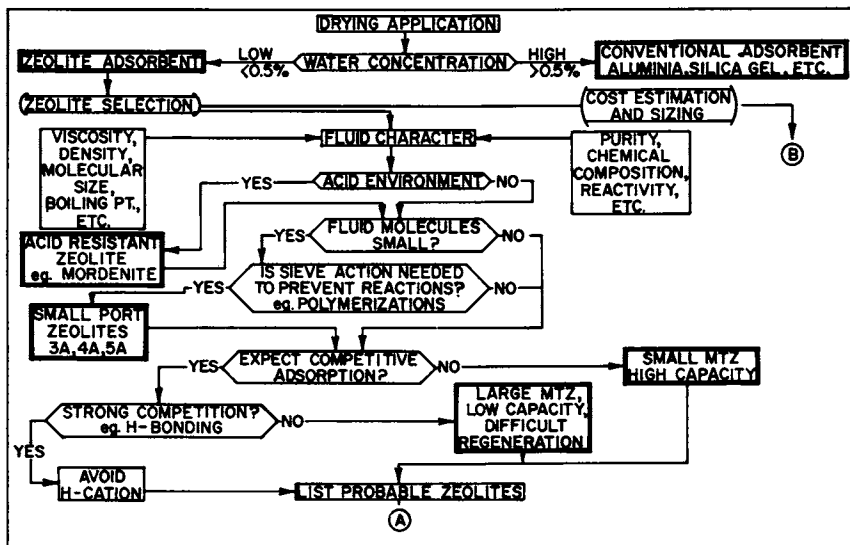 DRYING APPLICATION
ZEOLITE ADSORBENT
LOW
<0.5%
WATER CONCENTRATION
HIGH
>0.5%
CONVENTIONAL ADSORBENT
ALUMINIA, SILICA GEL, ETC.
(ZEOLITE SELECTION)
(COST ESTIMATION
AND SIZING)
VISCOSITY,
DENSITY,
MOLECULAR
SIZE,
BOILING PT.,
ETC.
FLUID CHARACTER
PURITY,
CHEMICAL
COMPOSITION,
REACTIVITY,
ETC.
B
YES
ACID ENVIRONMENT
NO
ACID RESISTANT
ZEOLITE
eg. MORDENITE
YES
FLUID MOLECULES
SMALL?
NO
YES
IS SIEVE ACTION NEEDED
TO PREVENT REACTIONS?
eg. POLYMERIZATIONS
NO
SMALL PORT
ZEOLITES
3A,4A,5A
YES
EXPECT COMPETITIVE
ADSORPTION?
NO
SMALL MTZ
HIGH CAPACITY
STRONG COMPETITION?
eg. H-BONDING
NO
LARGE MTZ,
LOW CAPACITY,
DIFFICULT
REGENERATION
YES
AVOID
H-CATION
LIST PROBABLE ZEOLITES
A